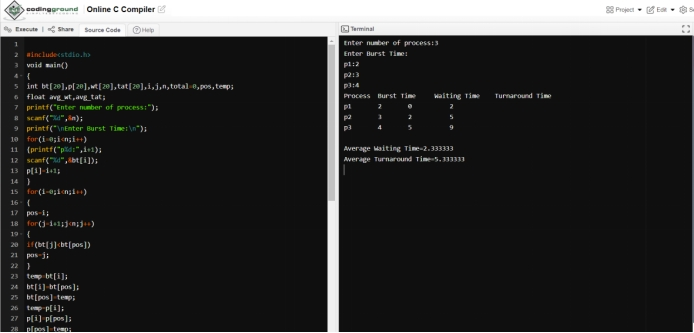 codingground Online C Compiler
Project Edit
Execute | Share Source Code Help
Terminal
1
2 #include<stdio.h>
3 void main()
4 {
5 int bt[20],p[20],wt[20],tat[20],i,j,n,total=0,pos,temp;
6 float avg_wt,avg_tat;
7 printf("Enter number of process:");
8 scanf("%d",&n);
9 printf("\nEnter Burst Time:\n");
10 for(i=0;i<n;i++)
11 {printf("p%d:",i+1);
12 scanf("%d",&bt[i]);
13 p[i]=i+1;
14 }
15 for(i=0;i<n;i++)
16 {
17 pos=i;
18 for(j=i+1;j<n;j++)
19 {
20 if(bt[j]<bt[pos])
21 pos=j;
22 }
23 temp=bt[i];
24 bt[i]=bt[pos];
25 bt[pos]=temp;
26 temp=p[i];
27 p[i]=p[pos];
28 p[pos]=temp;
Enter number of process:3
Enter Burst Time:
p1:2
p2:3
p3:4
Process Burst Time Waiting Time Turnaround Time
p1 2 0 2
p2 3 2 5
p3 4 5 9
Average Waiting Time=2.333333
Average Turnaround Time=5.333333